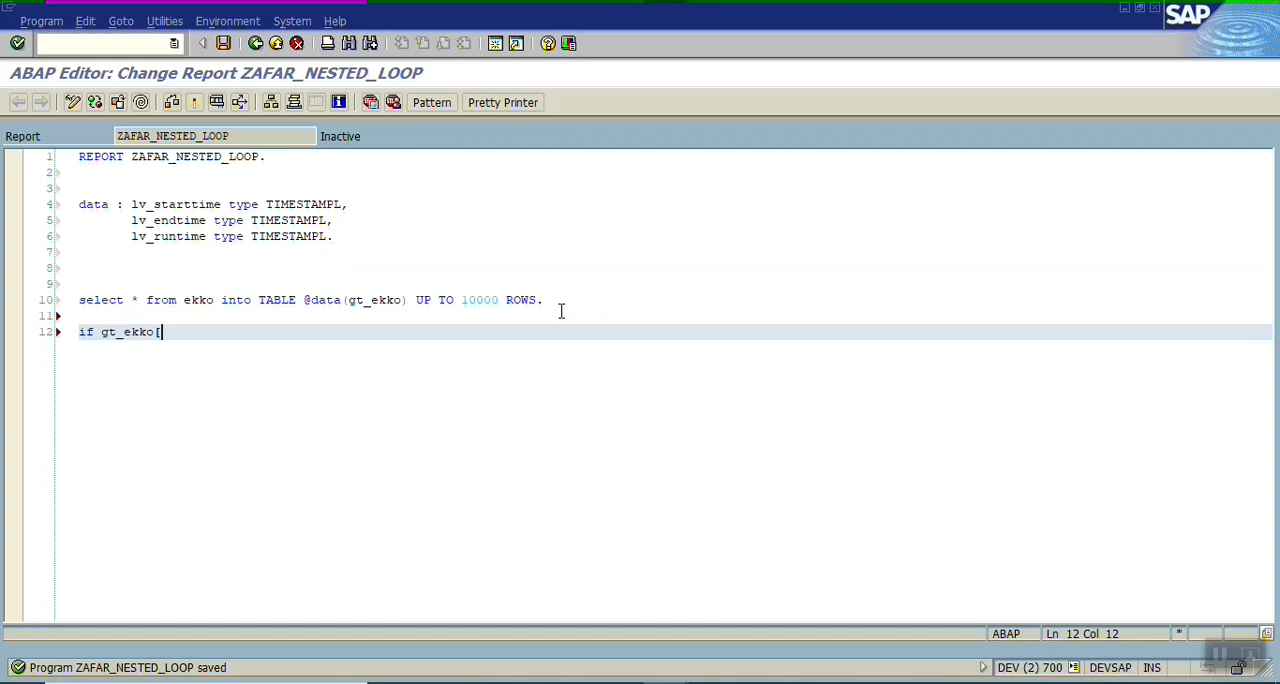 Program Edit Goto Utilities Environment System Help
SAP
ABAP Editor: Change Report ZAFAR_NESTED_LOOP
Pattern Pretty Printer
Report ZAFAR_NESTED_LOOP Inactive
1 REPORT ZAFAR_NESTED_LOOP.
2
3
4 data : lv_starttime type TIMESTAMPL,
5 lv_endtime type TIMESTAMPL,
6 lv_runtime type TIMESTAMPL.
7
8
9
10 select * from ekko into TABLE @data(gt_ekko) UP TO 10000 ROWS.
11
12 if gt_ekko[
ABAP Ln 12 Col 12 *
Program ZAFAR_NESTED_LOOP saved DEV (2) 700 DEVSAP INS